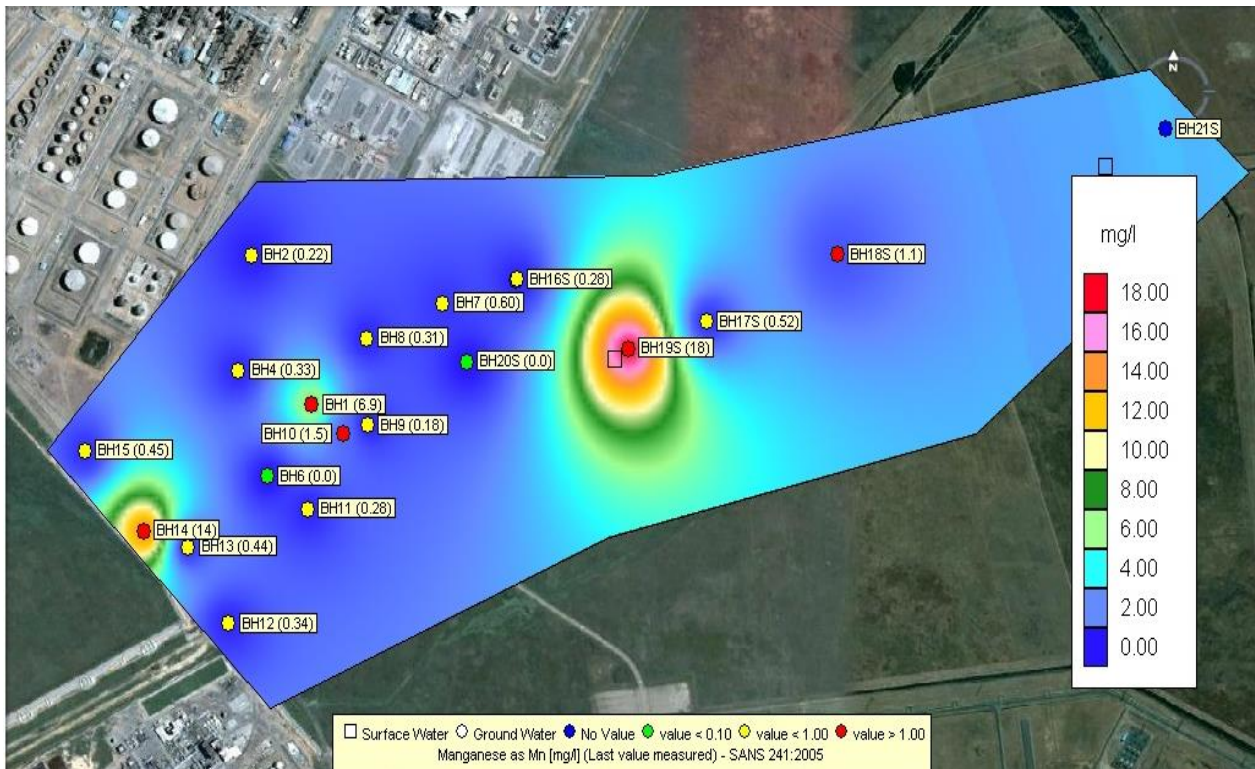 N
BH21S
mg/l
BH2 (0.22)
BH18S (1.1)
BH16S (0.28)
BH7 (0.60)
18.00
BH17S (0.52)
16.00
BH8 (0.31)
BH19S (18)
BH20S (0.0)
14.00
BH4 (0.33)
BH1 (6.9)
12.00
BH9 (0.18)
BH10 (1.5)
BH15 (0.45)
10.00
BH6 (0.0)
8.00
BH11 (0.28)
BH14 (14)
6.00
BH13 (0.44)
4.00
2.00
BH12 (0.34)
0.00
Surface Water Ground Water No Value value < 0.10 value < 1.00 value > 1.00
Manganese as Mn [mg/l] (Last value measured) - SANS 241:2005